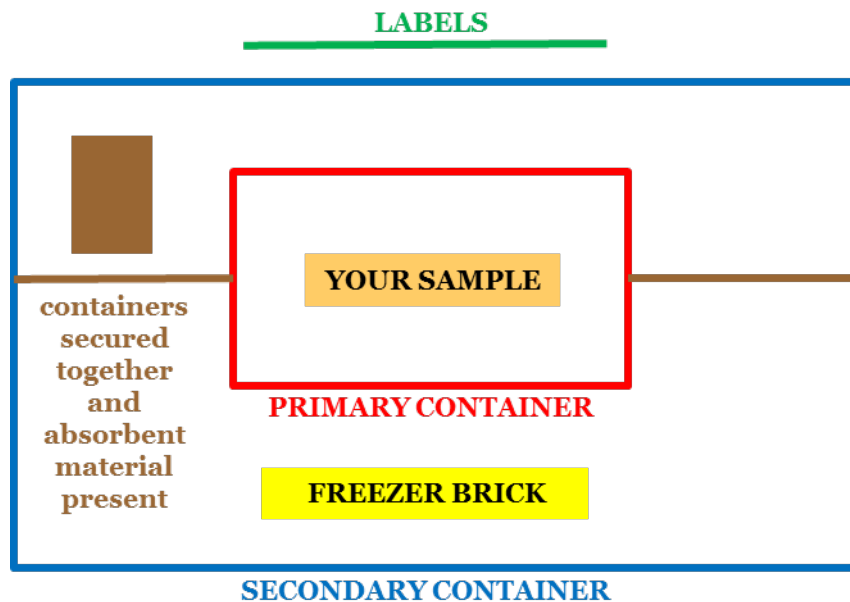 LABELS
YOUR SAMPLE
containers
secured
together
and
absorbent
material
present
PRIMARY CONTAINER
FREEZER BRICK
SECONDARY CONTAINER